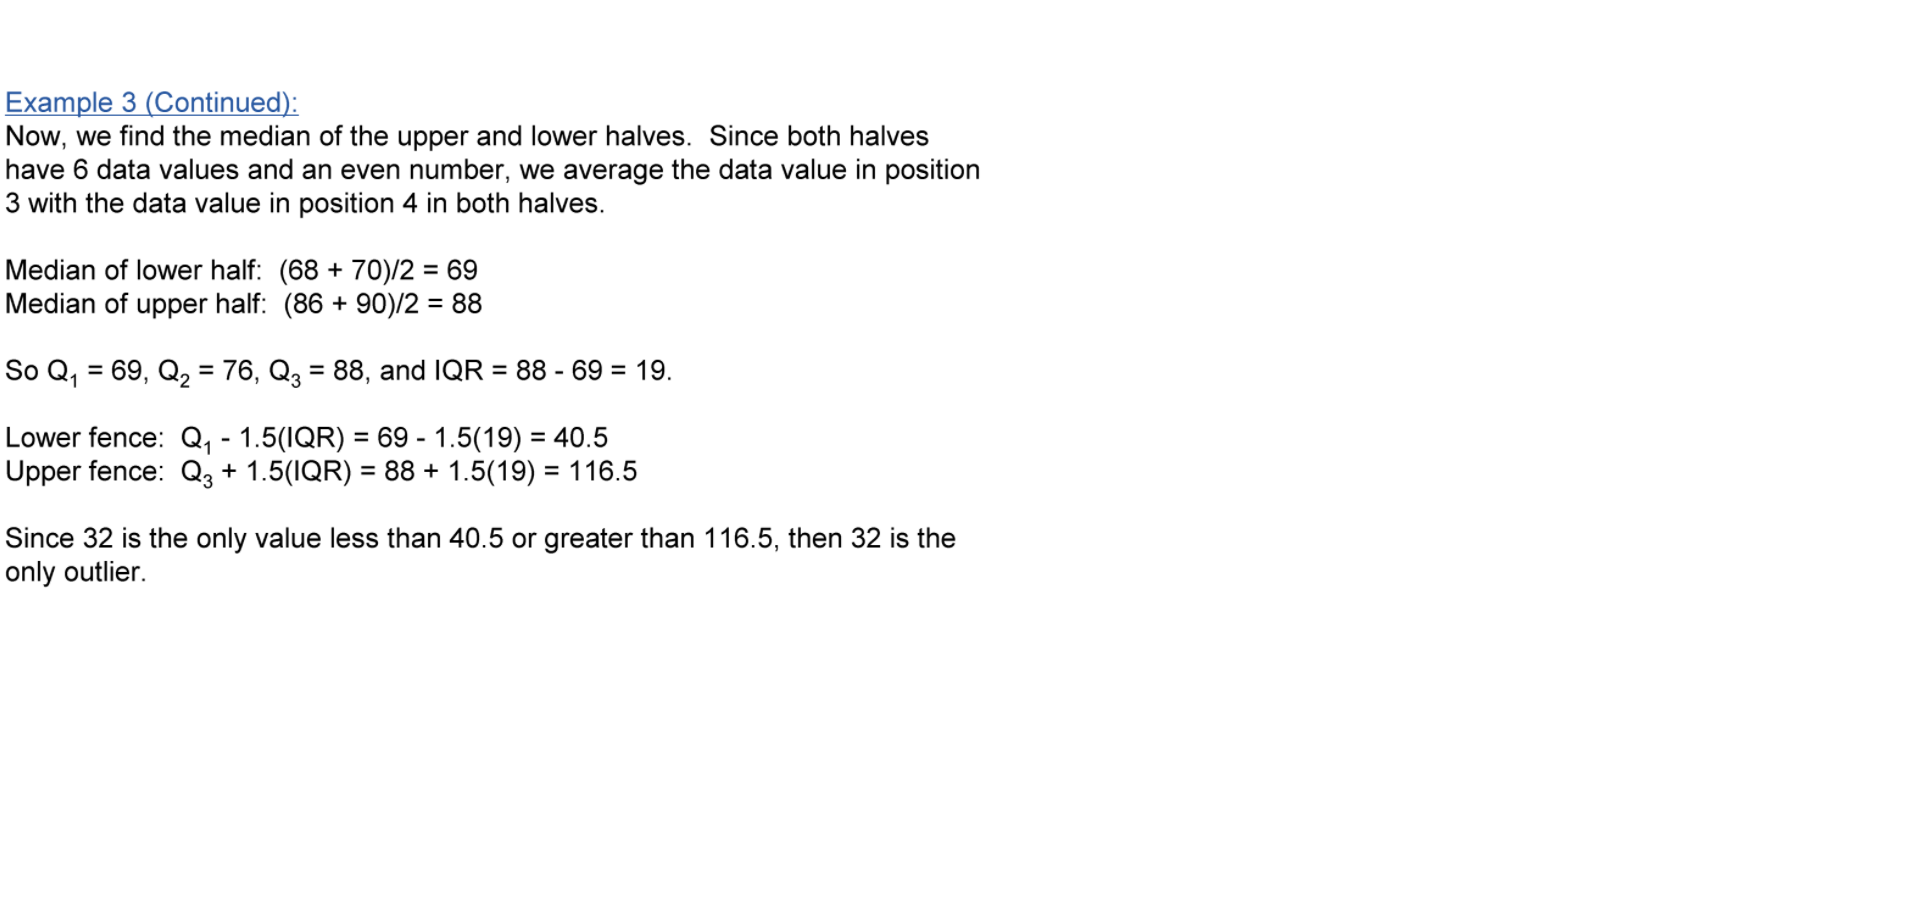 Example 3 (Continued):
Now, we find the median of the upper and lower halves.  Since both halves
have 6 data values and an even number, we average the data value in position
3 with the data value in position 4 in both halves.
Median of lower half:  (68 + 70)/2 = 69
Median of upper half:  (86 + 90)/2 = 88
So Q₁ = 69, Q₂ = 76, Q₃ = 88, and IQR = 88 - 69 = 19.
Lower fence:  Q₁ - 1.5(IQR) = 69 - 1.5(19) = 40.5
Upper fence:  Q₃ + 1.5(IQR) = 88 + 1.5(19) = 116.5
Since 32 is the only value less than 40.5 or greater than 116.5, then 32 is the
only outlier.